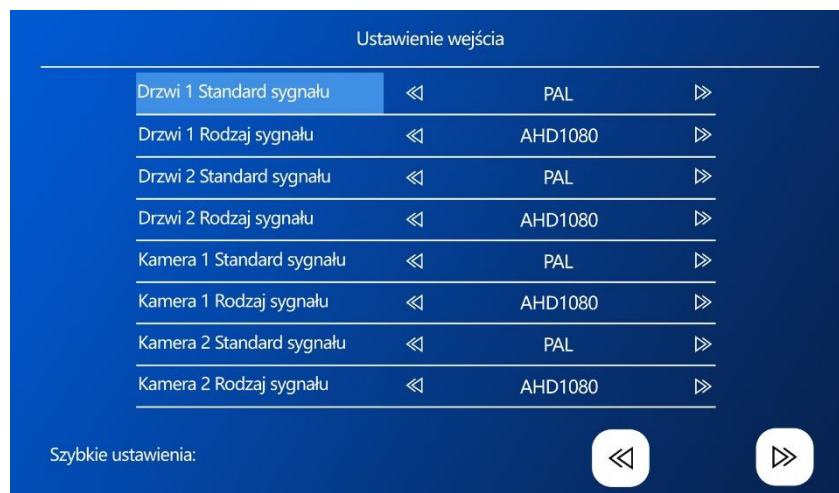 Ustawienie wejścia
Drzwi 1 Standard sygnału PAL
Drzwi 1 Rodzaj sygnału AHD1080
Drzwi 2 Standard sygnału PAL
Drzwi 2 Rodzaj sygnału AHD1080
Kamera 1 Standard sygnału PAL
Kamera 1 Rodzaj sygnału AHD1080
Kamera 2 Standard sygnału PAL
Kamera 2 Rodzaj sygnału AHD1080
Szybkie ustawienia: